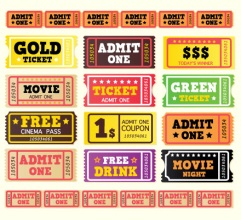 ADMIT ONE ADMIT ONE ADMIT ONE ADMIT ONE ADMIT ONE ADMIT ONE
GOLD
TICKET
ADMIT
ONE
$$$
TODAY'S WINNER
MOVIE
ADMIT ONE
TICKET
ADMIT ONE
GREEN
TICKET
FREE
CINEMA PASS
1$
ADMIT ONE
COUPON
ADMIT
ONE
ADMIT
ONE
FREE
DRINK
MOVIE
NIGHT
ADMIT ONE ADMIT ONE ADMIT ONE ADMIT ONE ADMIT ONE ADMIT ONE